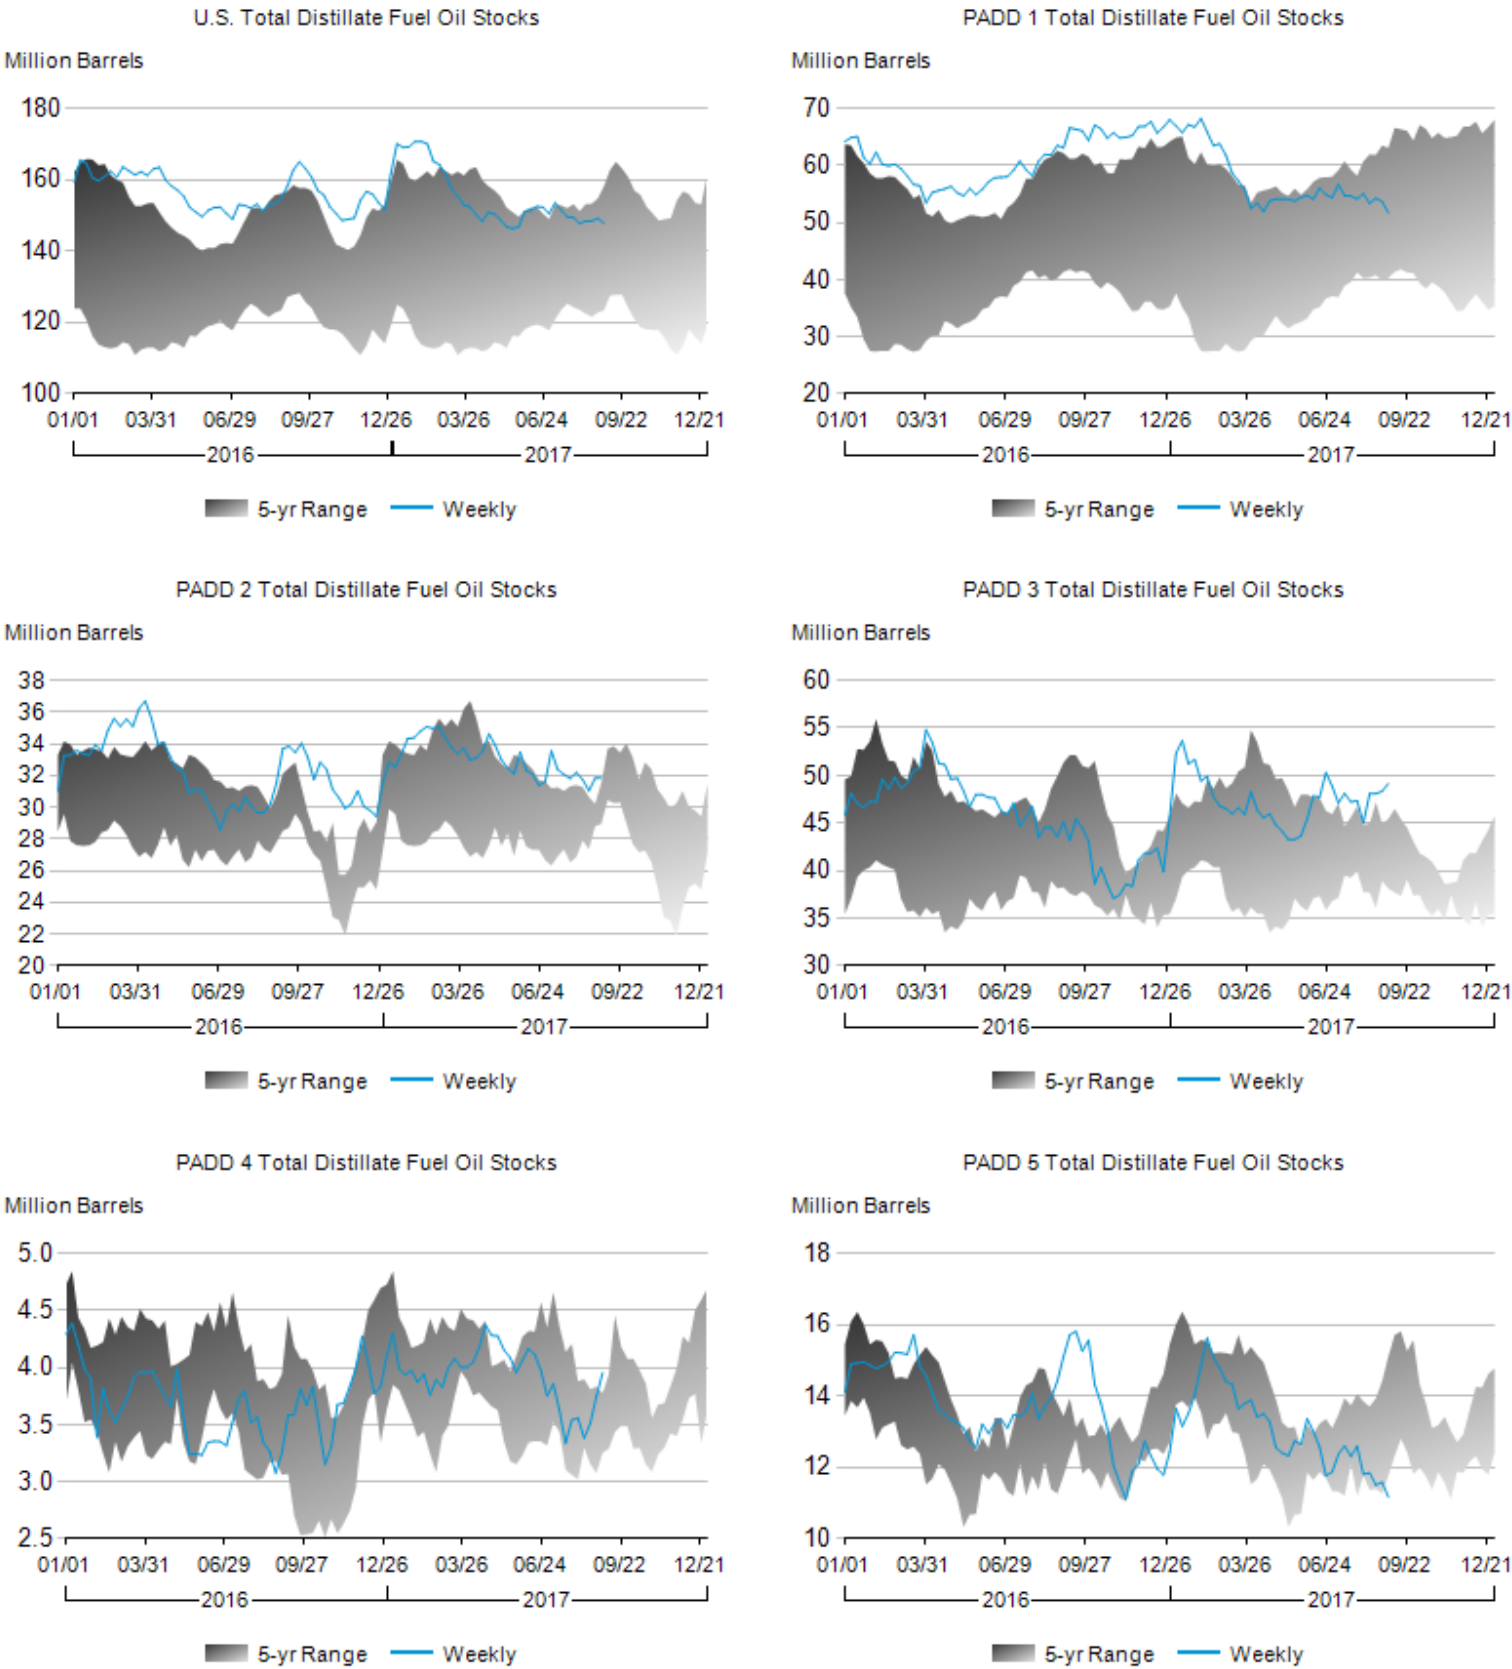 U.S. Total Distillate Fuel Oil Stocks
Million Barrels
180
160
140
120
100
01/01 03/31 06/29 09/27 12/26 03/26 06/24 09/22 12/21
2016 2017
5-yr Range Weekly
PADD 1 Total Distillate Fuel Oil Stocks
Million Barrels
70
60
50
40
30
20
01/01 03/31 06/29 09/27 12/26 03/26 06/24 09/22 12/21
2016 2017
5-yr Range Weekly
PADD 2 Total Distillate Fuel Oil Stocks
Million Barrels
38
36
34
32
30
28
26
24
22
20
01/01 03/31 06/29 09/27 12/26 03/26 06/24 09/22 12/21
2016 2017
5-yr Range Weekly
PADD 3 Total Distillate Fuel Oil Stocks
Million Barrels
60
55
50
45
40
35
30
01/01 03/31 06/29 09/27 12/26 03/26 06/24 09/22 12/21
2016 2017
5-yr Range Weekly
PADD 4 Total Distillate Fuel Oil Stocks
Million Barrels
5.0
4.5
4.0
3.5
3.0
2.5
01/01 03/31 06/29 09/27 12/26 03/26 06/24 09/22 12/21
2016 2017
5-yr Range Weekly
PADD 5 Total Distillate Fuel Oil Stocks
Million Barrels
18
16
14
12
10
01/01 03/31 06/29 09/27 12/26 03/26 06/24 09/22 12/21
2016 2017
5-yr Range Weekly